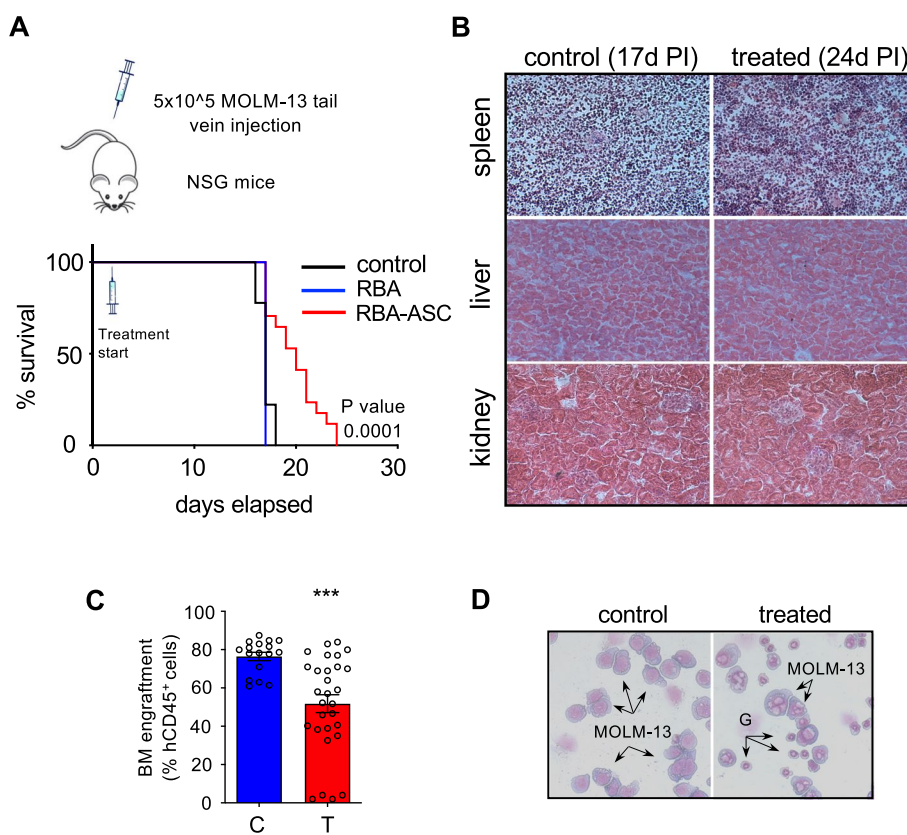 A
5x10^5 MOLM-13 tail
vein injection
NSG mice
100
50
0
% survival
Treatment
start
control
RBA
RBA-ASC
P value
0.0001
0
10
20
30
days elapsed
B
control (17d PI)
treated (24d PI)
spleen
liver
kidney
C
***
BM engraftment
(% hCD45⁺ cells)
100
80
60
40
20
0
C
T
D
control
treated
MOLM-13
MOLM-13
G